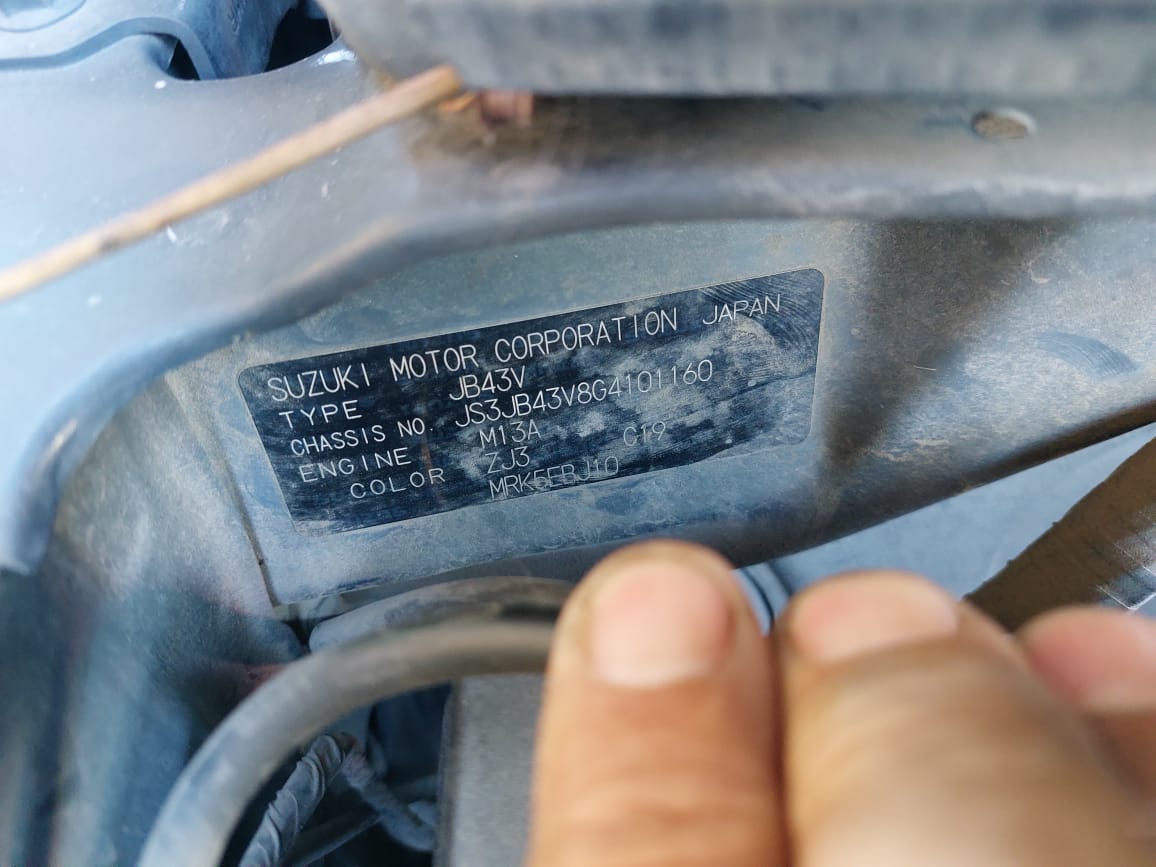 SUZUKI MOTOR CORPORATION JAPAN
TYPE JB43V
CHASSIS NO. JS3JB43V8G4101160
ENGINE M13A C19
COLOR ZJ3
MRK5EBJ10